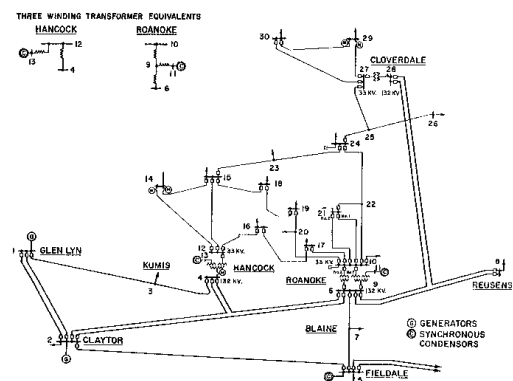 THREE WINDING TRANSFORMER EQUIVALENTS
HANCOCK
ROANOKE
12
C
13
4
10
9
C
11
6
30
29
CLOVERDALE
27
28
33 KV.
132 KV.
26
25
24
23
15
14
18
22
19
21
16
20
17
12
33 KV.
13
HANCOCK
33 KV
10
ROANOKE
1
GLEN LYN
G
KUMIS
3
4
132 KV.
6
9
132 KV.
8
REUSENS
BLAINE
7
G GENERATORS
C SYNCHRONOUS
CONDENSORS
2
CLAYTOR
G
C
5
FIELDALE